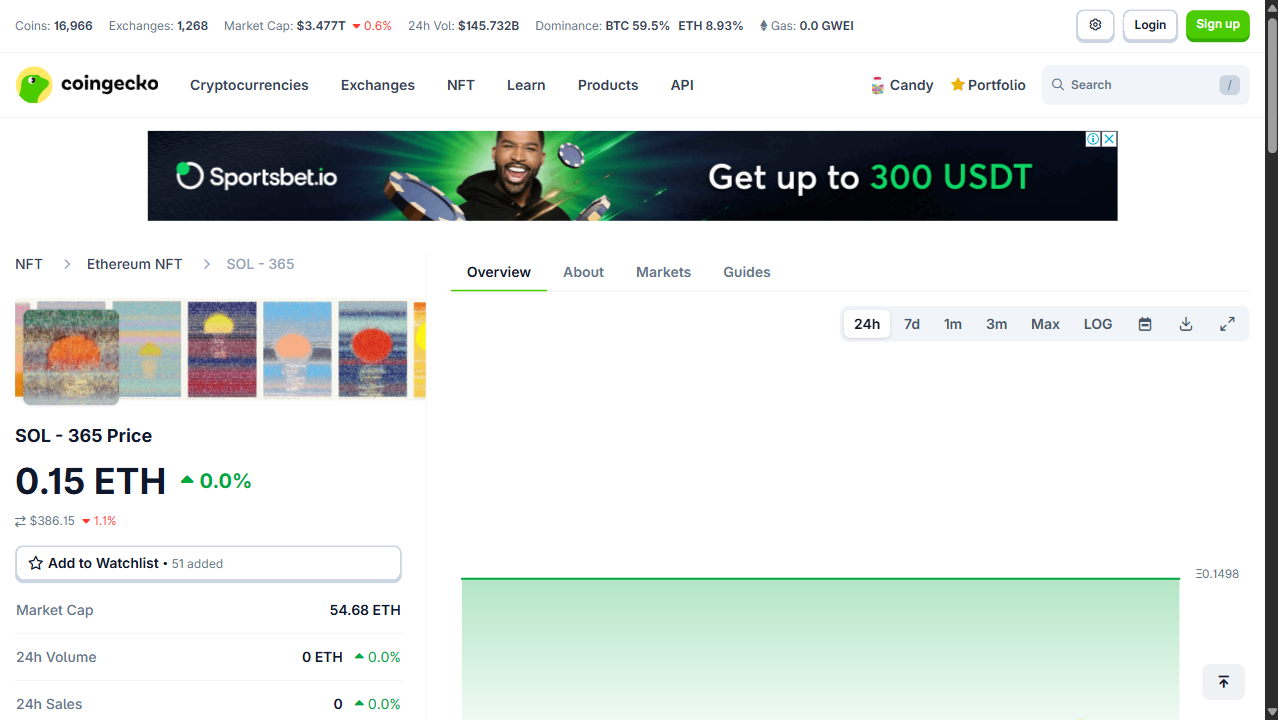 Coins: 16,966 Exchanges: 1,268 Market Cap: $3.477T 0.6% 24h Vol: $145.732B Dominance: BTC 59.5% ETH 8.93% Gas: 0.0 GWEI Login Sign up
coingecko Cryptocurrencies Exchanges NFT Learn Products API Candy Portfolio Search /
Sportsbet.io Get up to 300 USDT
NFT Ethereum NFT SOL - 365
Overview About Markets Guides
24h 7d 1m 3m Max LOG
SOL - 365 Price
0.15 ETH 0.0%
$386.15 1.1%
Add to Watchlist • 51 added
Market Cap 54.68 ETH
24h Volume 0 ETH 0.0%
24h Sales 0 0.0%
Ξ0.1498